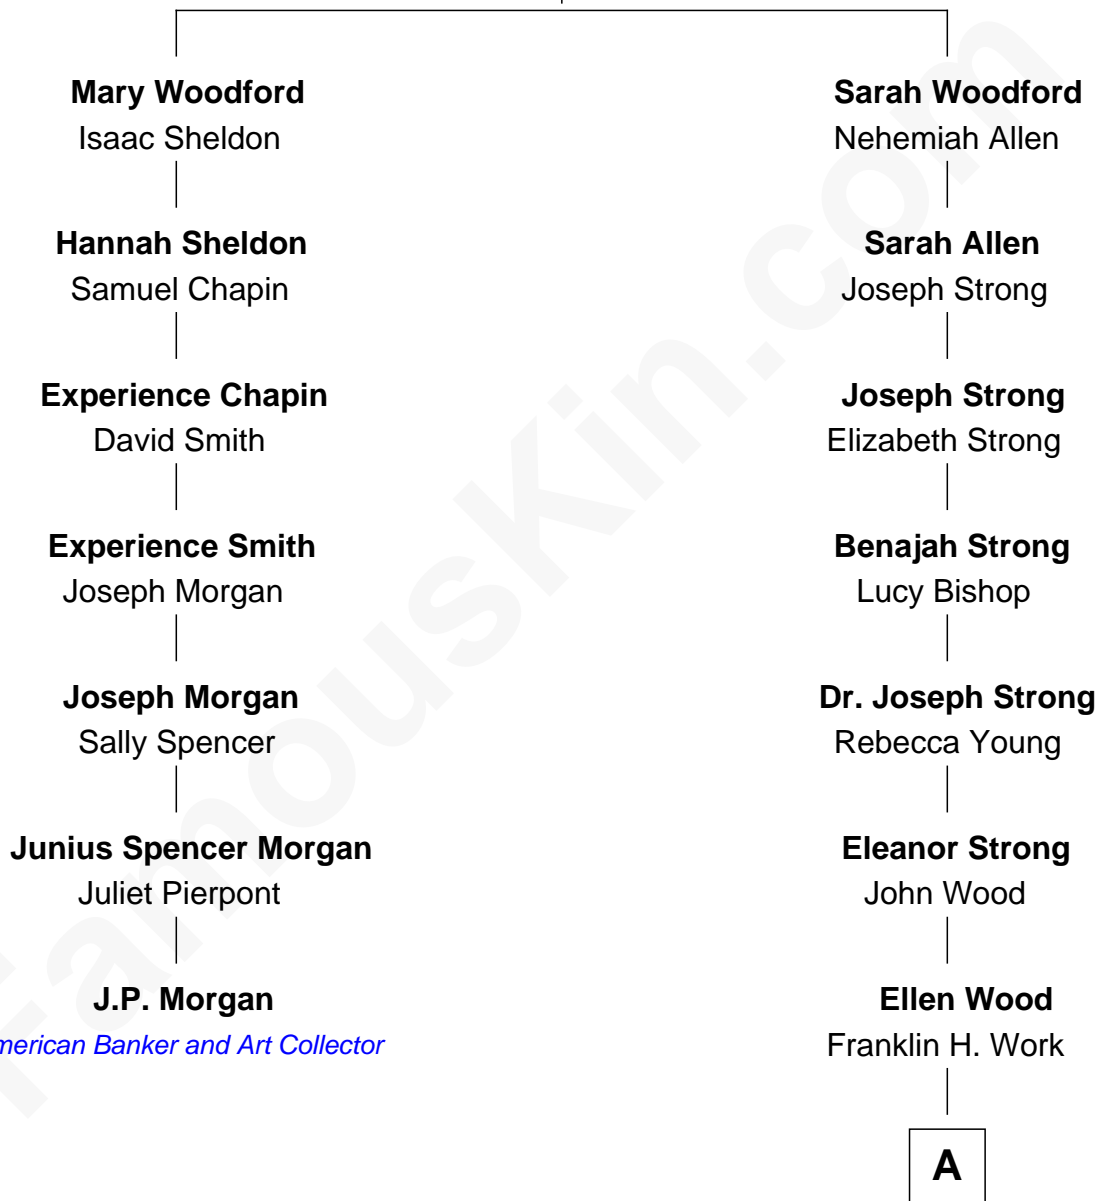 Mary Woodford
Isaac Sheldon
Sarah Woodford
Nehemiah Allen
Hannah Sheldon
Samuel Chapin
Sarah Allen
Joseph Strong
Experience Chapin
David Smith
Joseph Strong
Elizabeth Strong
Experience Smith
Joseph Morgan
Benajah Strong
Lucy Bishop
Joseph Morgan
Sally Spencer
Dr. Joseph Strong
Rebecca Young
Junius Spencer Morgan
Juliet Pierpont
Eleanor Strong
John Wood
J.P. Morgan
merican Banker and Art Collector
Ellen Wood
Franklin H. Work
A
FamousKin.com